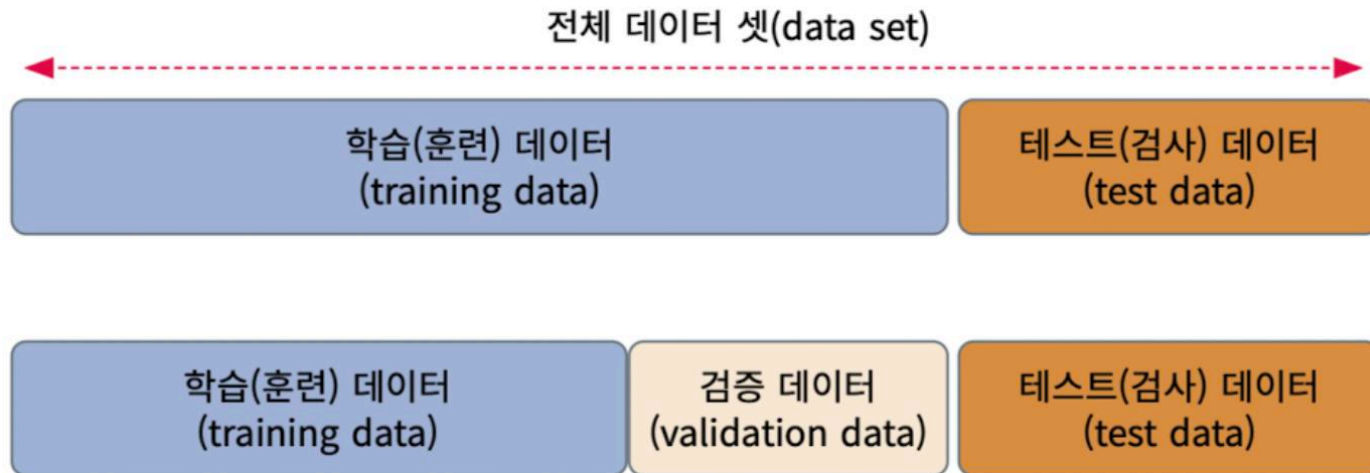 전체 데이터 셋(data set)
학습(훈련) 데이터
(training data)
테스트(검사) 데이터
(test data)
학습(훈련) 데이터
(training data)
검증 데이터
(validation data)
테스트(검사) 데이터
(test data)